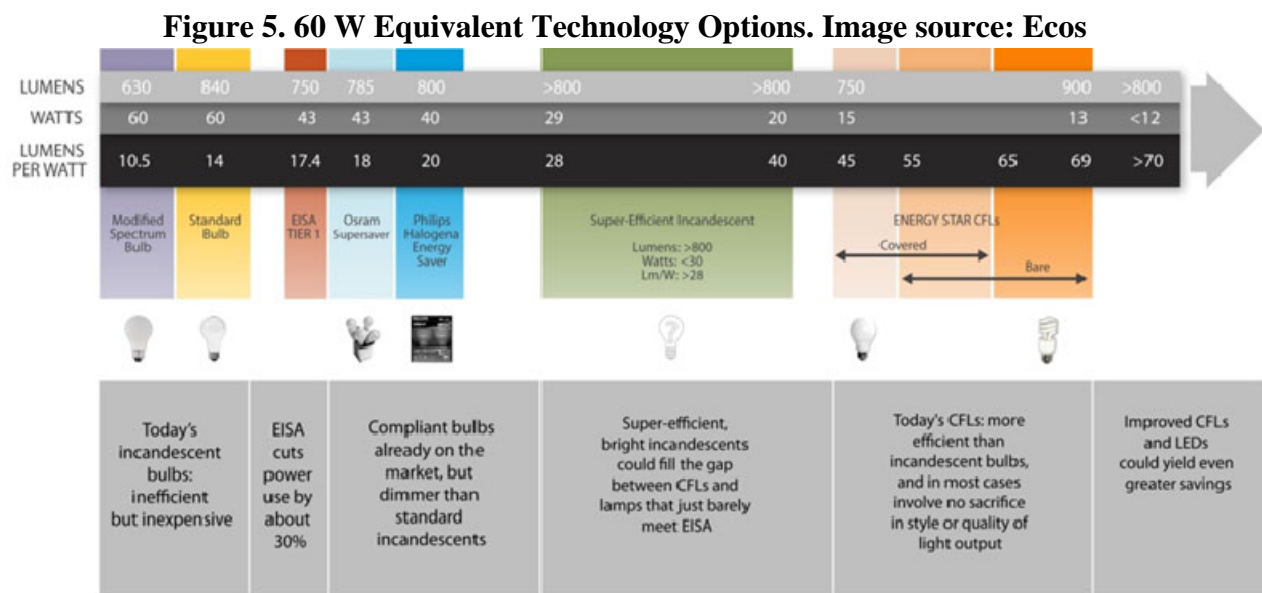 Figure 5. 60 W Equivalent Technology Options. Image source: Ecos
LUMENS 630 840 750 785 800 >800 >800 750 900 >800
WATTS 60 60 43 43 40 29 20 15 13 <12
LUMENS
PER WATT 10.5 14 17.4 18 20 28 40 45 55 65 69 >70
Modified
Spectrum
Bulb
Standard
Bulb
EISA
TIER 1
Osram
Supersaver
Philips
Halogena
Energy
Saver
Super-Efficient Incandescent
Lumens: >800
Watts: <30
Lm/W: >28
ENERGY STAR CFLs
Covered
Bare
?
Today's
incandescent
bulbs:
inefficient
but inexpensive
EISA
cuts
power
use by
about
30%
Compliant bulbs
already on the
market, but
dimmer than
standard
incandescents
Super-efficient,
bright incandescents
could fill the gap
between CFLs and
lamps that just barely
meet EISA
Today's CFLs: more
efficient than
incandescent bulbs,
and in most cases
involve no sacrifice
in style or quality of
light output
Improved CFLs
and LEDs
could yield even
greater savings